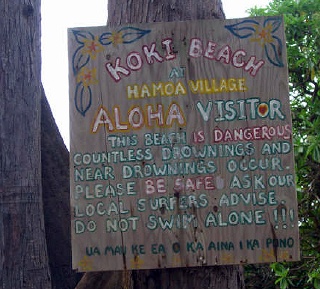 KOKI BEACH
AT
HAMOA VILLAGE
ALOHA VISITOR
THIS BEACH IS DANGEROUS
COUNTLESS DROWNINGS AND
NEAR DROWNINGS OCCUR.
PLEASE BE SAFE! ASK OUR
LOCAL SURFERS ADVISE.
DO NOT SWIM ALONE !!!
UA MAU KE EA O KA AINA I KA PONO